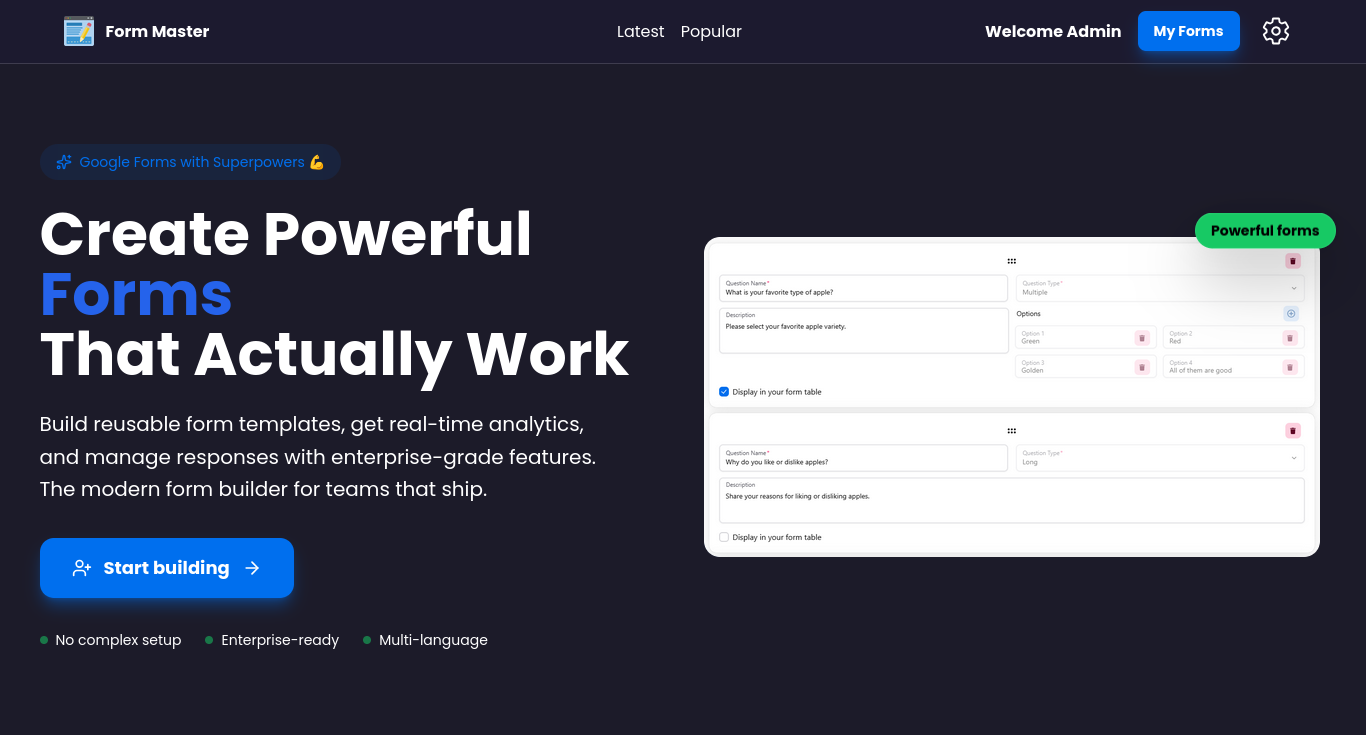 Form Master
Latest
Popular
Welcome Admin
My Forms
Google Forms with Superpowers 💪
Create Powerful
Forms
That Actually Work
Build reusable form templates, get real-time analytics,
and manage responses with enterprise-grade features.
The modern form builder for teams that ship.
Start building
No complex setup
Enterprise-ready
Multi-language
Powerful forms
Question Name*
What is your favorite type of apple?
Question Type*
Multiple
Description
Please select your favorite apple variety.
Options
Option 1
Green
Option 2
Red
Option 3
Golden
Option 4
All of them are good
Display in your form table
Question Name*
Why do you like or dislike apples?
Question Type*
Long
Description
Share your reasons for liking or disliking apples.
Display in your form table